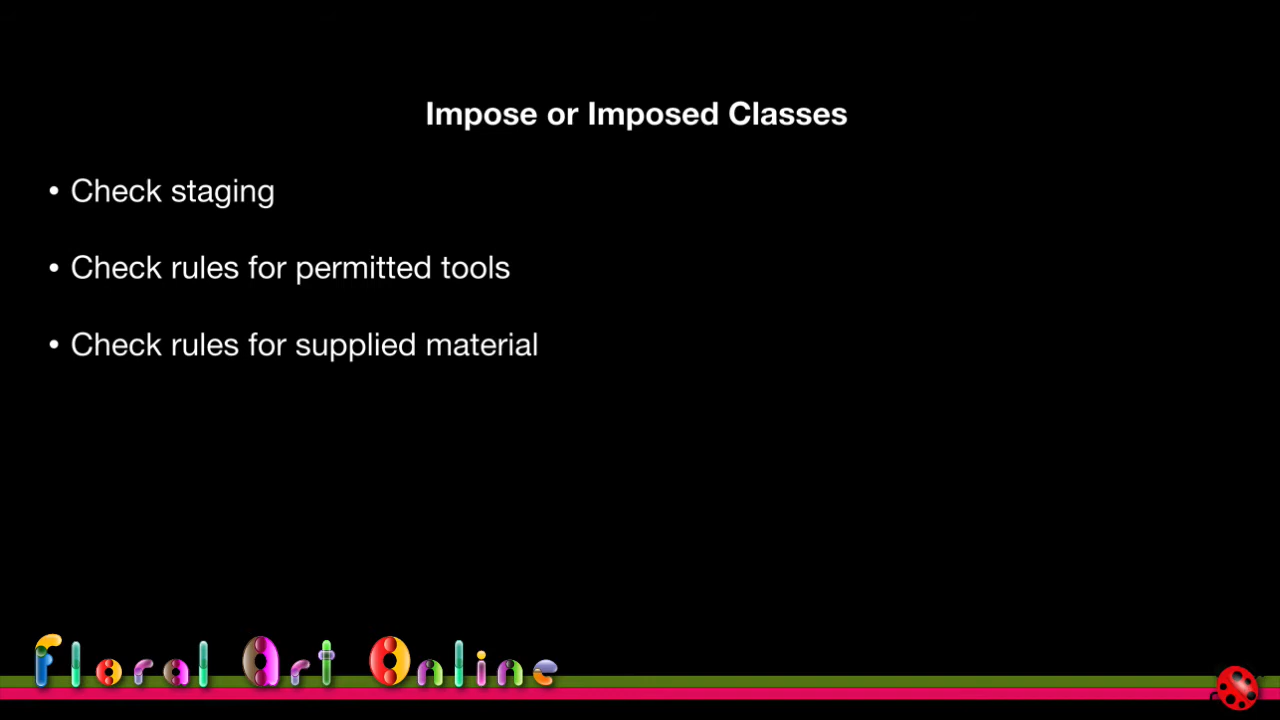 Impose or Imposed Classes
• Check staging
• Check rules for permitted tools
• Check rules for supplied material
Floral Art Online